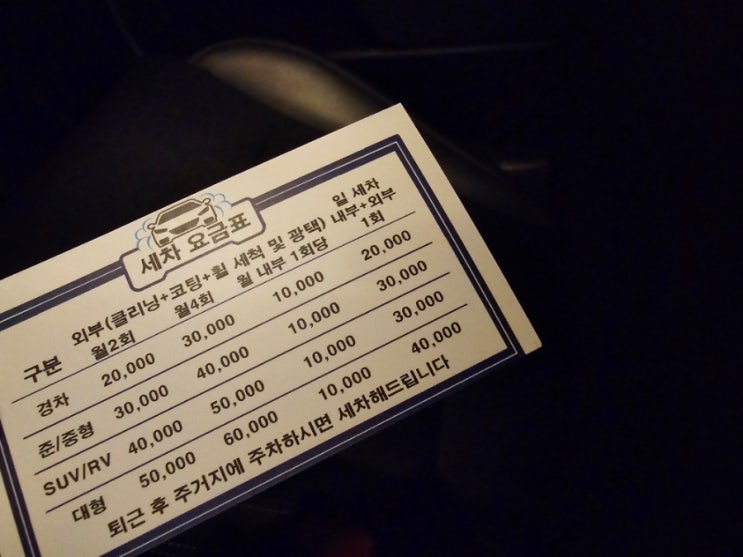 세차 요금표
구분 외부(클리닝+코팅+휠 세척 및 광택) 일 세차
월2회 월4회 월 내부 1회당 내부+외부
1회
경차 20,000 30,000 10,000 20,000
준/중형 30,000 40,000 10,000 30,000
SUV/RV 40,000 50,000 10,000 30,000
대형 50,000 60,000 10,000 40,000
퇴근 후 주거지에 주차하시면 세차해드립니다